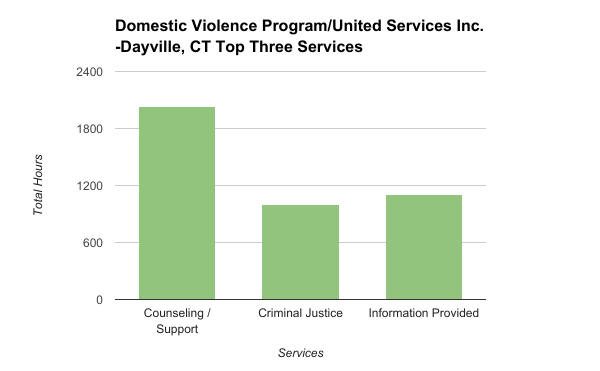 Domestic Violence Program/United Services Inc.
-Dayville, CT Top Three Services
2400
1800
1200
600
0
Total Hours
Counseling /
Support
Criminal Justice
Information Provided
Services